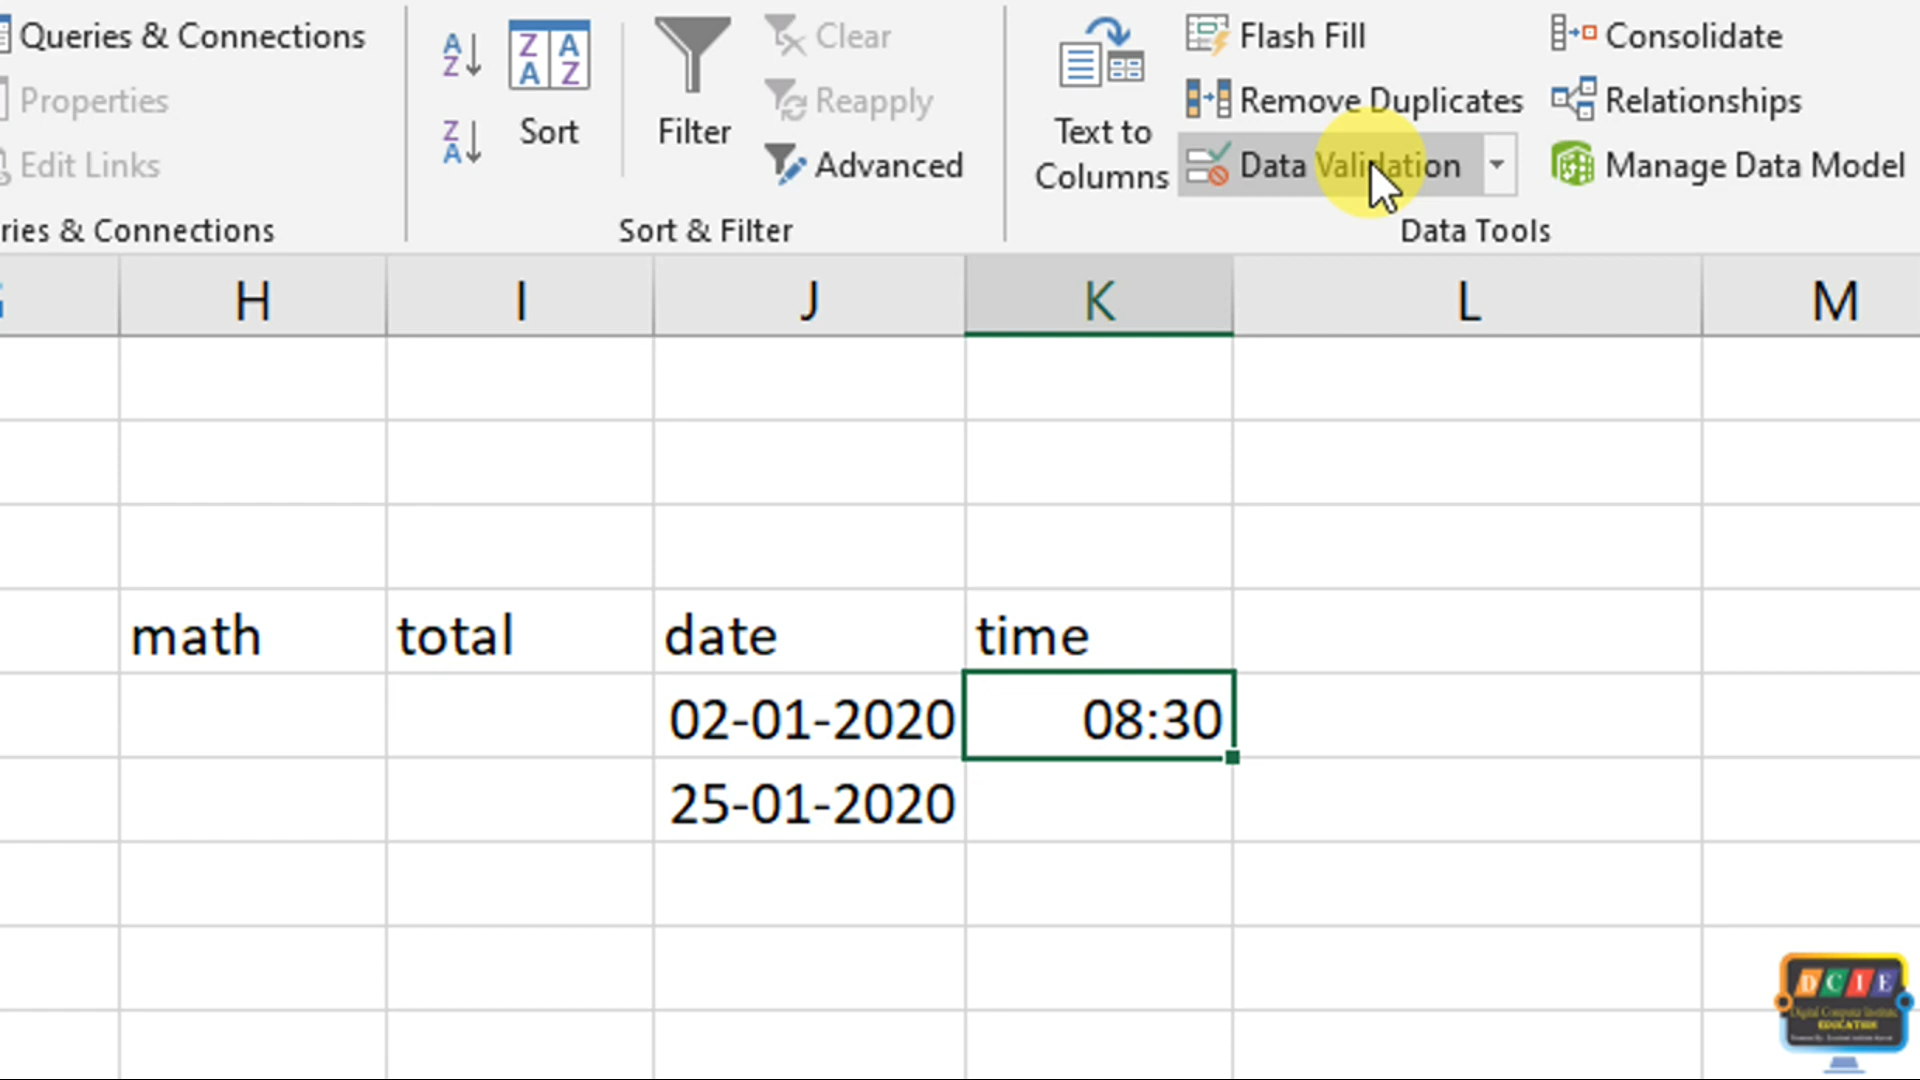 Queries & Connections
Properties
Edit Links
ries & Connections
A
Z
Z
A
Z A
A Z
Sort
Filter
Clear
Reapply
Advanced
Sort & Filter
Text to
Columns
Flash Fill
Remove Duplicates
Data Validation
Consolidate
Relationships
Manage Data Model
Data Tools
H I J K L M
math total date time
02-01-2020 08:30
25-01-2020
DCIE
EDUCATION